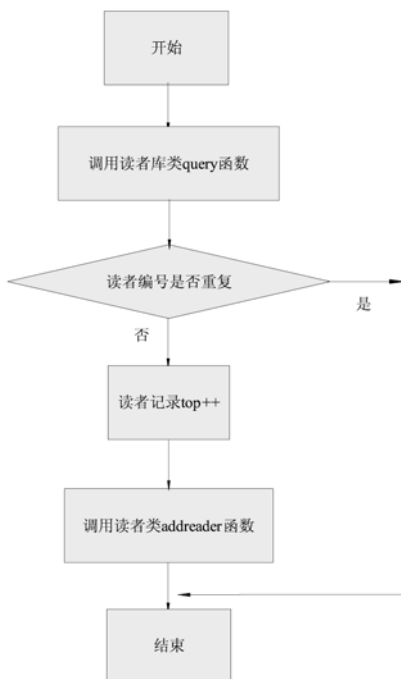 开始
调用读者库类query函数
读者编号是否重复
是
否
读者记录top++
调用读者类addreader函数
结束